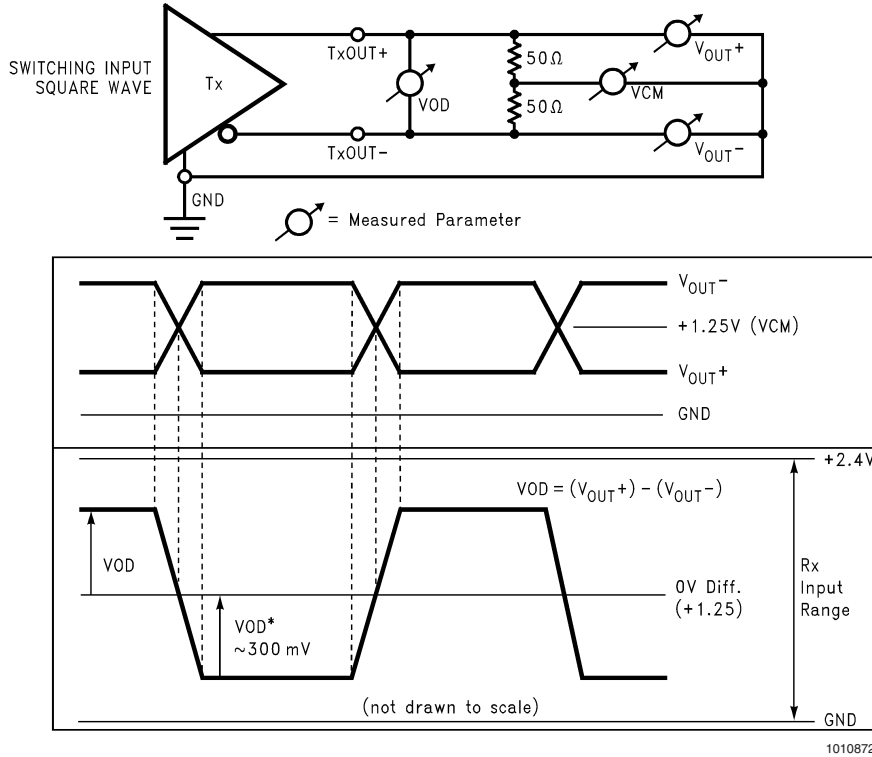 SWITCHING INPUT
SQUARE WAVE
Tx
TxOUT+
TxOUT-
VOD
50Ω
50Ω
VCM
VOUT+
VOUT-
GND
= Measured Parameter
VOUT-
+1.25V (VCM)
VOUT+
GND
+2.4V
VOD = (VOUT+) - (VOUT-)
VOD
VOD*
~300 mV
0V Diff.
(+1.25)
Rx
Input
Range
(not drawn to scale)
GND
1010872